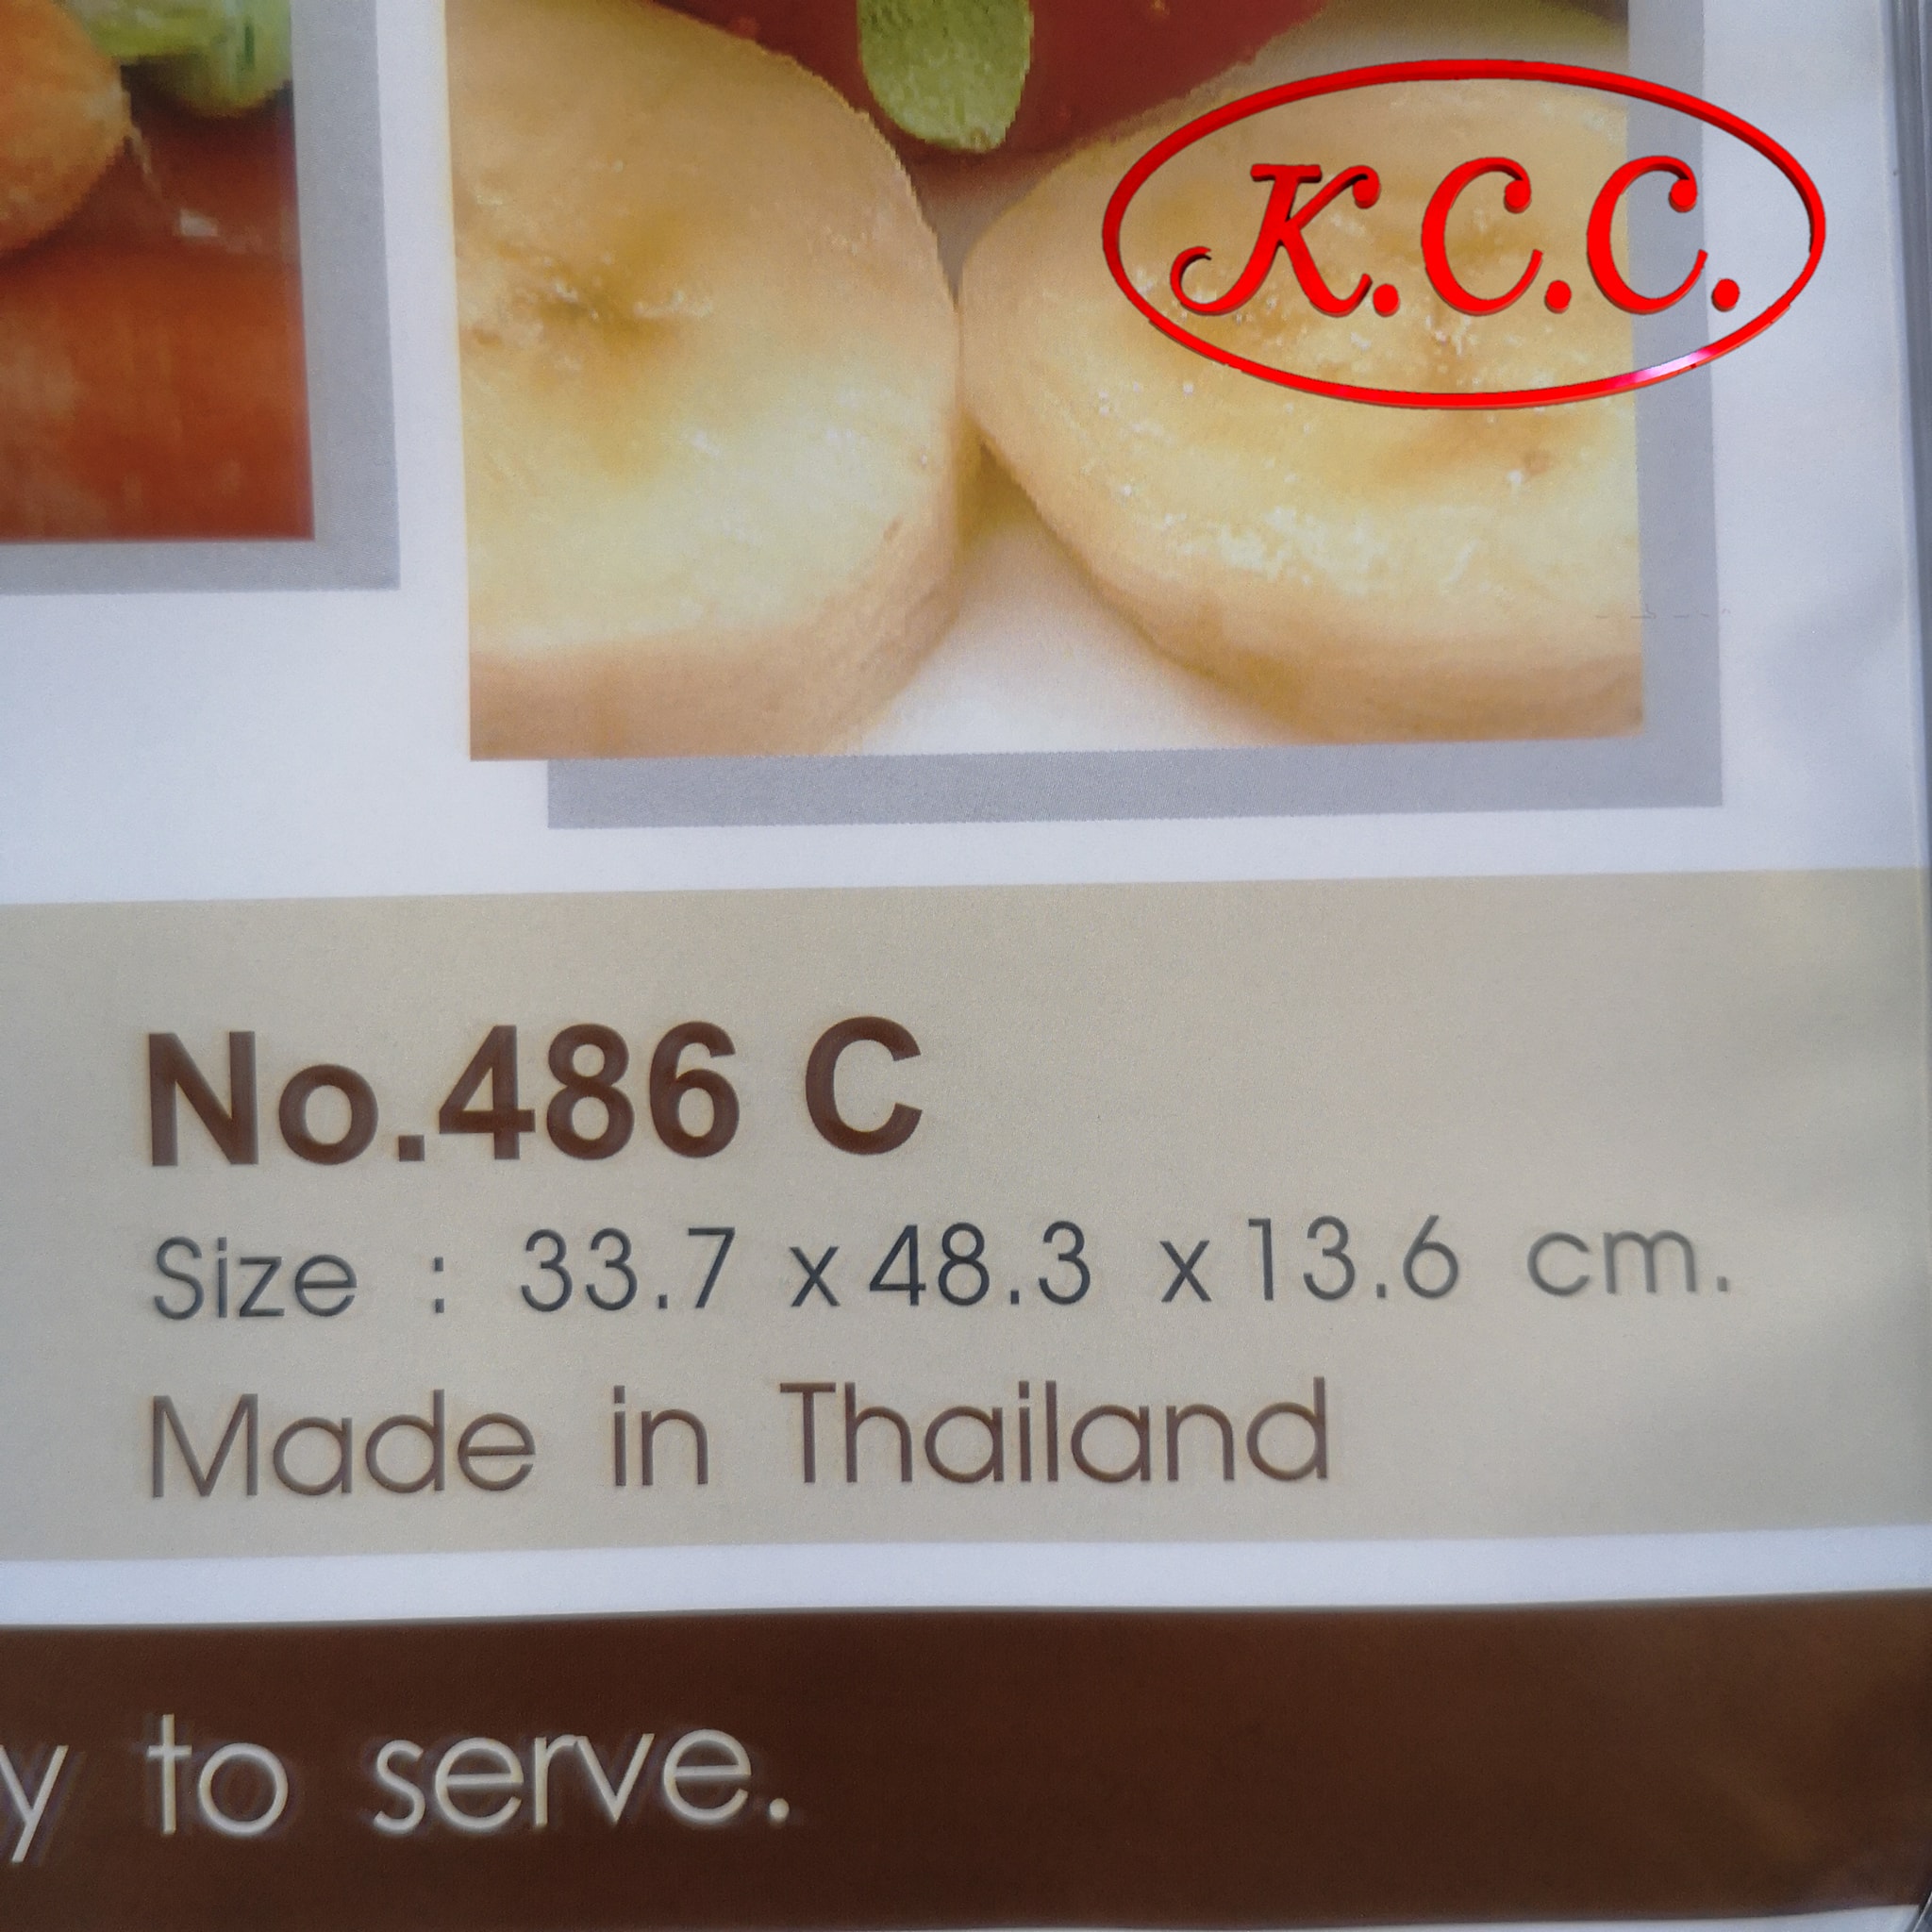 K.C.C.
No.486 C
Size : 33.7 x 48.3 x 13.6 cm.
Made in Thailand
y to serve.